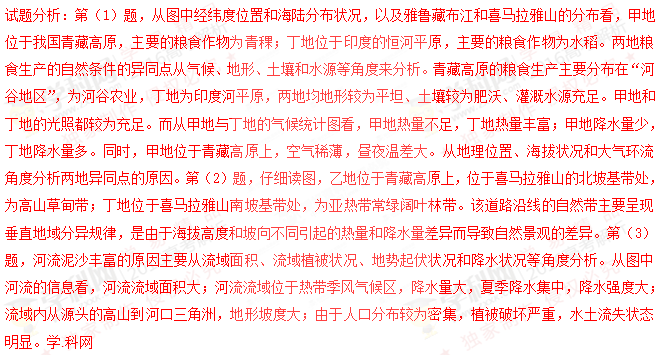 试题分析：第（1）题，从图中经纬度位置和海陆分布状况，以及雅鲁藏布江和喜马拉雅山的分布看，甲地
位于我国青藏高原，主要的粮食作物为青稞；丁地位于印度的恒河平原，主要的粮食作物为水稻。两地粮
食生产的自然条件的异同点从气候、地形、土壤和水源等角度来分析。青藏高原的粮食生产主要分布在“河
谷地区”，为河谷农业，丁地为印度河平原，两地均地形较为平坦、土壤较为肥沃、灌溉水源充足。甲地和
丁地的光照都较为充足。而从甲地与丁地的气候统计图看，甲地热量不足，丁地热量丰富；甲地降水量少，
丁地降水量多。同时，甲地位于青藏高原上，空气稀薄，昼夜温差大。从地理位置、海拔状况和大气环流
角度分析两地异同点的原因。第（2）题，仔细读图，乙地位于青藏高原上，位于喜马拉雅山的北坡基带处，
为高山草甸带；丁地位于喜马拉雅山南坡基带处，为亚热带常绿阔叶林带。该道路沿线的自然带主要呈现
垂直地域分异规律，是由于海拔高度和坡向不同引起的热量和降水量差异而导致自然景观的差异。第（3）
题，河流泥沙丰富的原因主要从流域面积、流域植被状况、地势起伏状况和降水状况等角度分析。从图中
河流的信息看，河流流域面积大；河流流域位于热带季风气候区，降水量大，夏季降水集中，降水强度大；
流域内从源头的高山到河口三角洲，地形坡度大；由于人口分布较为密集，植被破坏严重，水土流失状态
明显。学.科网